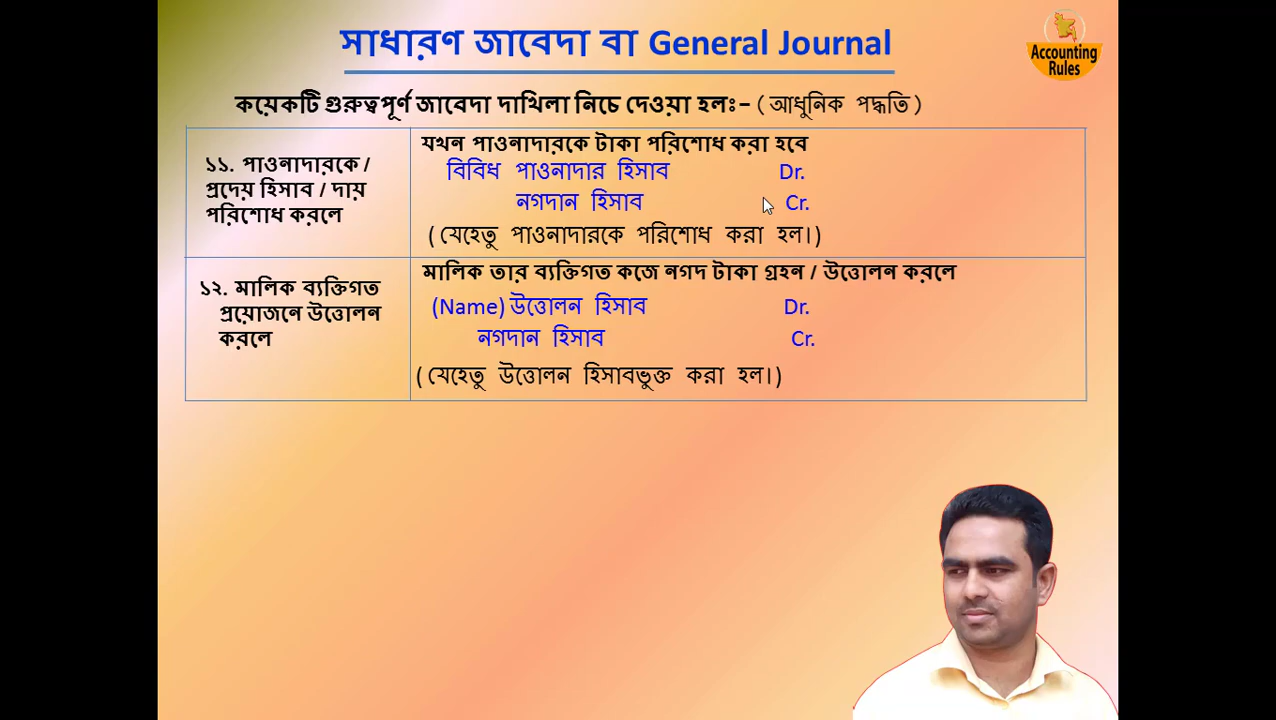 সাধারণ জাবেদা বা General Journal
Accounting
Rules
কয়েকটি গুরুত্বপূর্ণ জাবেদা দাখিলা নিচে দেওয়া হলঃ- (আধুনিক পদ্ধতি)
১১. পাওনাদারকে /
প্রদেয় হিসাব / দায়
পরিশোধ করলে
যখন পাওনাদারকে টাকা পরিশোধ করা হবে
বিবিধ পাওনাদার হিসাব Dr.
নগদান হিসাব Cr.
(যেহেতু পাওনাদারকে পরিশোধ করা হল।)
১২. মালিক ব্যক্তিগত
প্রয়োজনে উত্তোলন
করলে
মালিক তার ব্যক্তিগত কজে নগদ টাকা গ্রহন / উত্তোলন করলে
(Name) উত্তোলন হিসাব Dr.
নগদান হিসাব Cr.
(যেহেতু উত্তোলন হিসাবভুক্ত করা হল।)